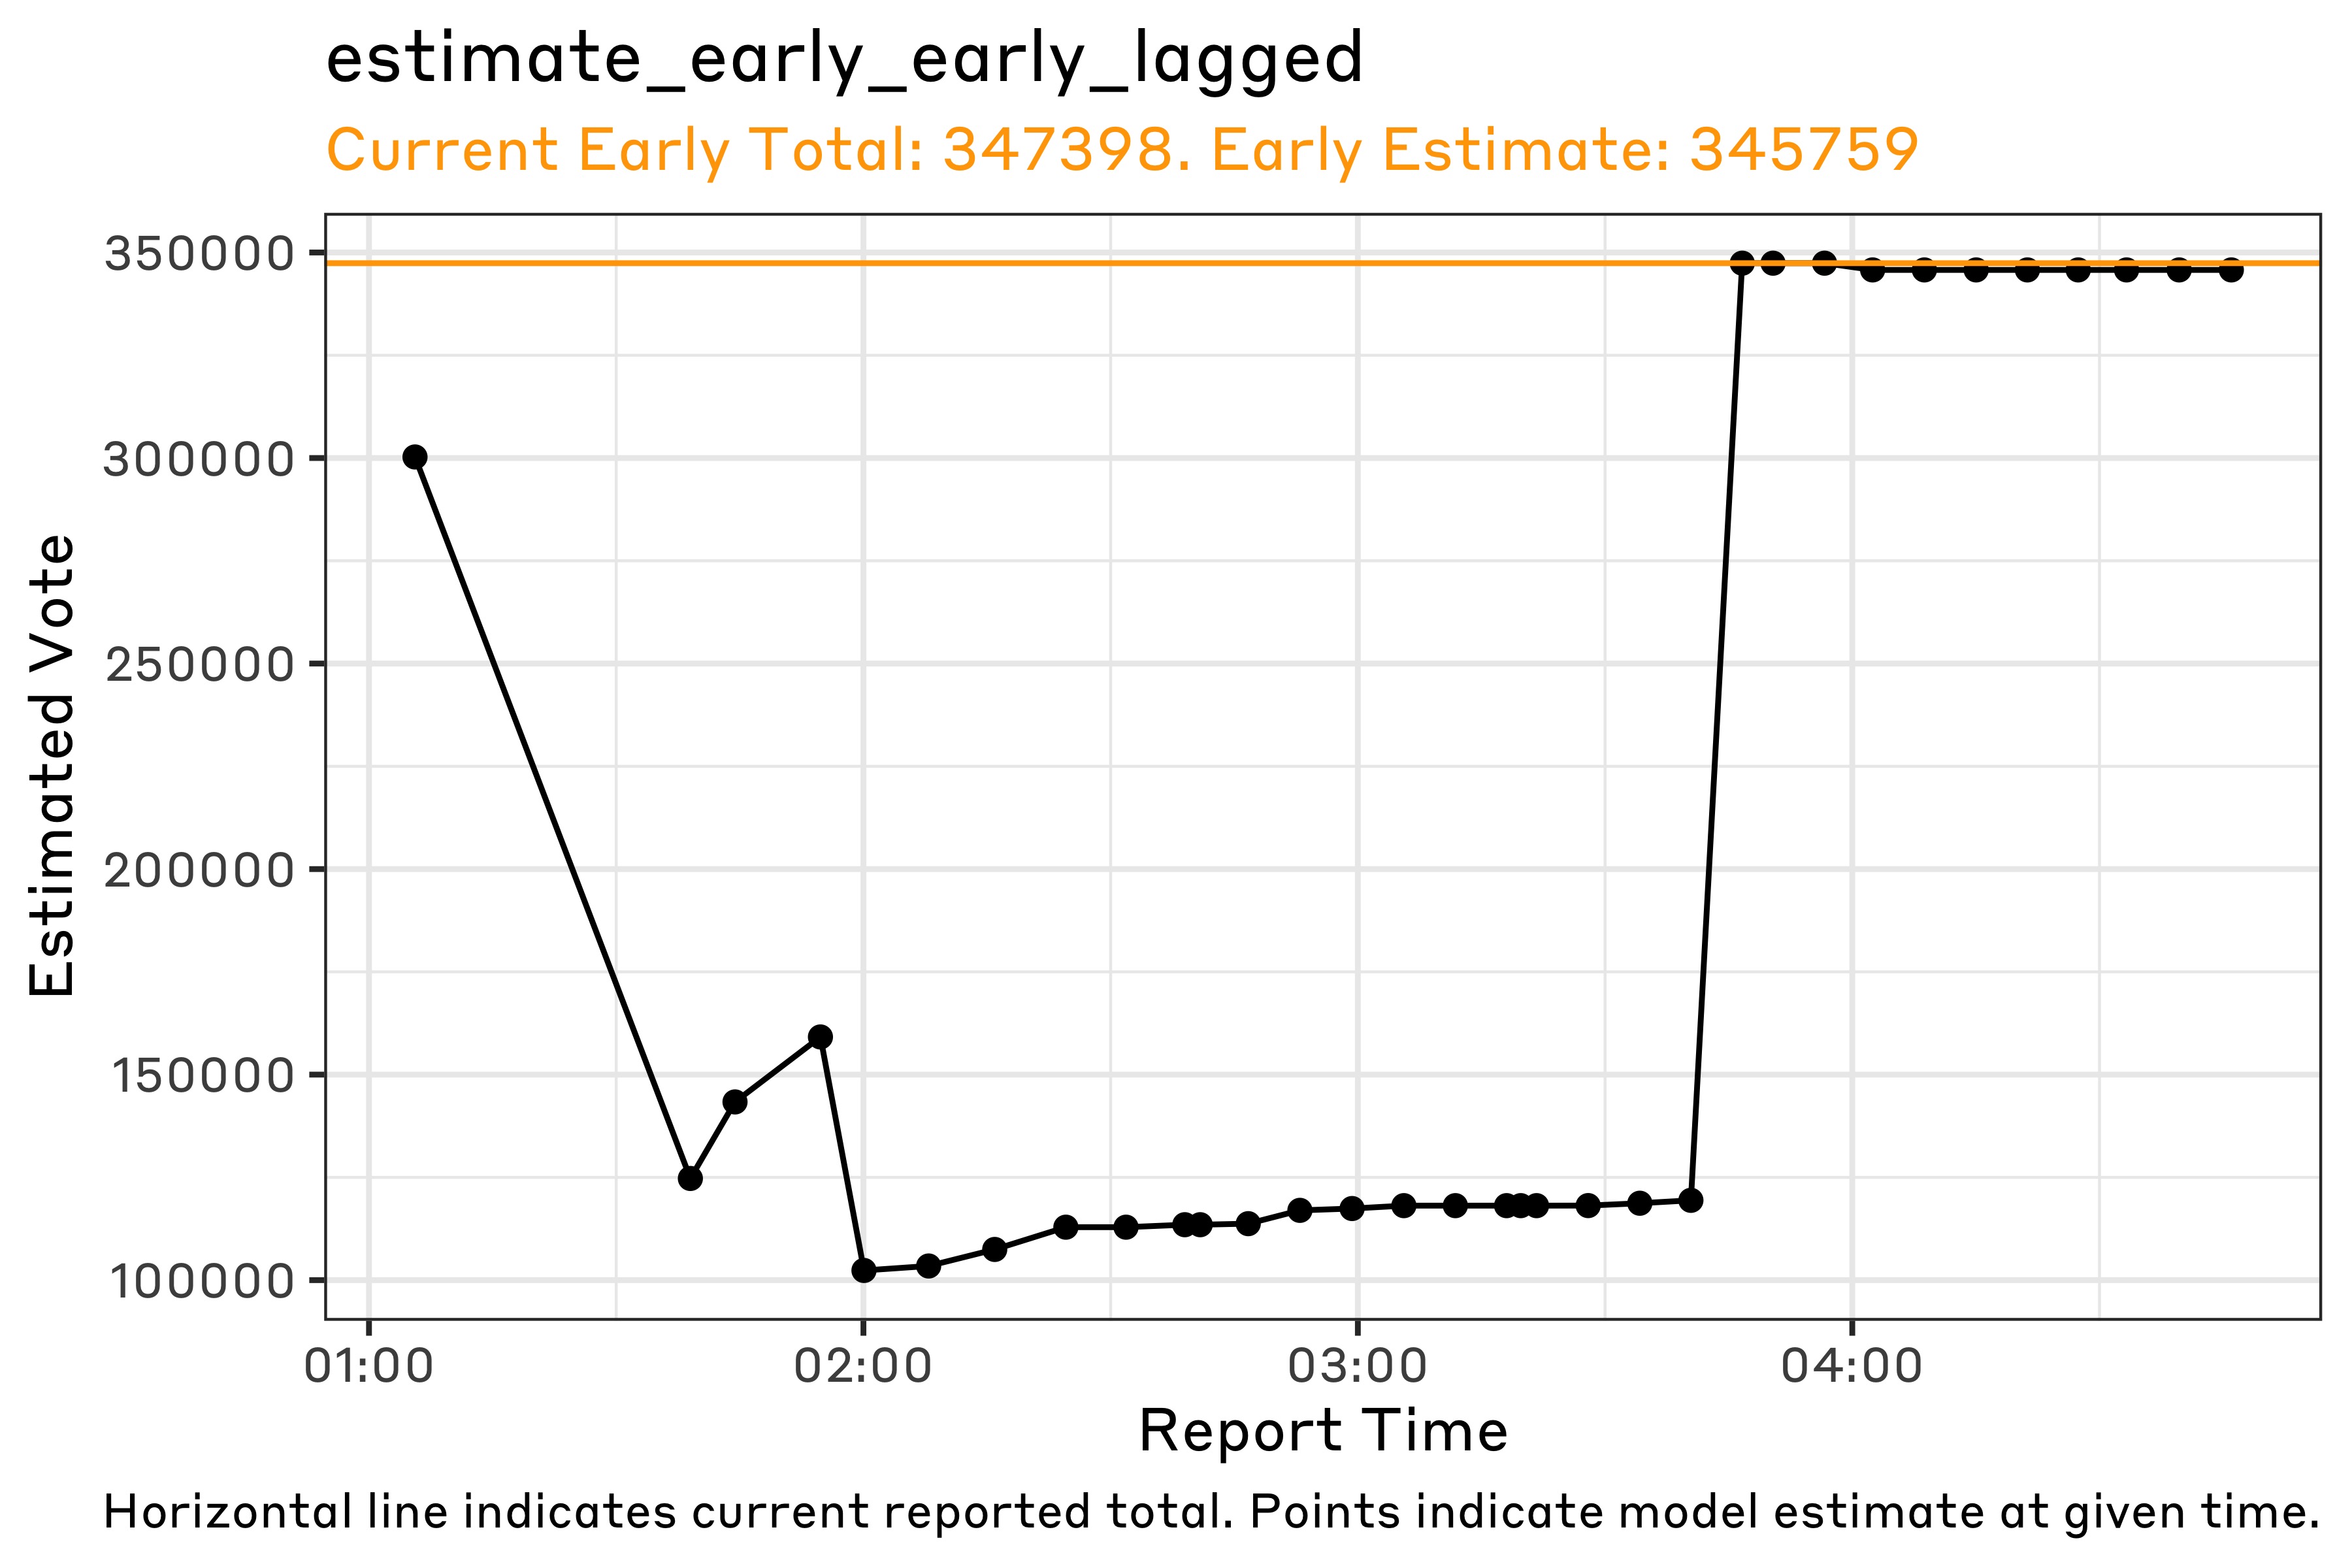 estimate_early_early_lagged
Current Early Total: 347398. Early Estimate: 345759
Estimated Vote
350000
300000
250000
200000
150000
100000
01:00 02:00 03:00 04:00
Report Time
Horizontal line indicates current reported total. Points indicate model estimate at given time.